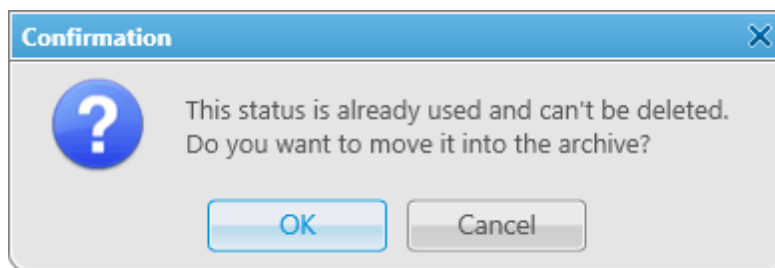 Confirmation
This status is already used and can't be deleted.
Do you want to move it into the archive?
OK
Cancel